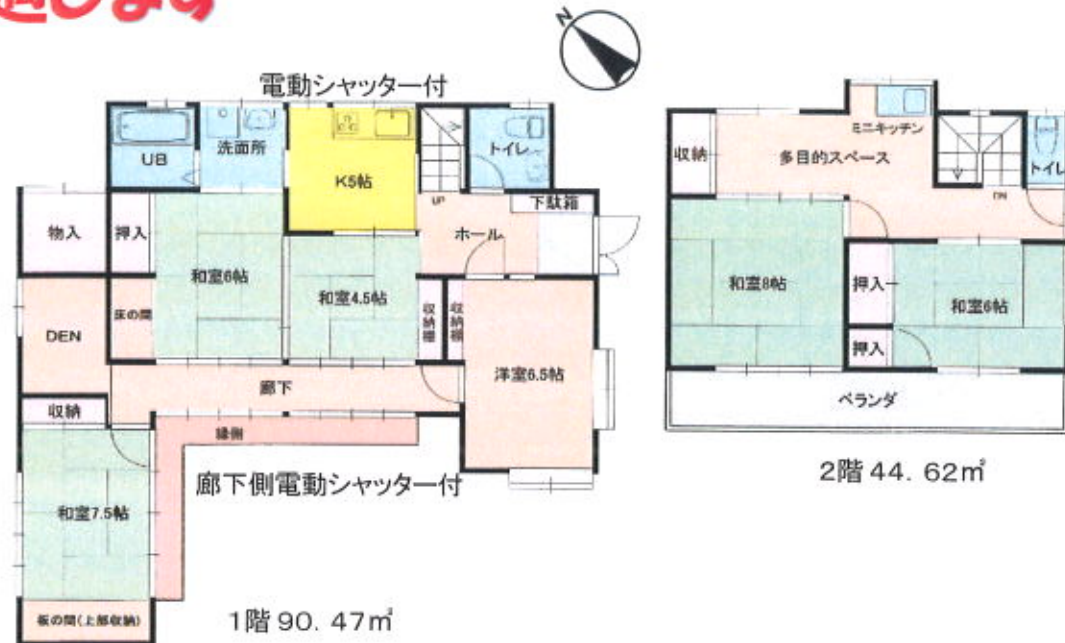 します
N
電動シャッター付
UB
洗面所
K5帖
トイレ
UP
下駄箱
ホール
物入
押入
和室6帖
和室4.5帖
収納棚
収納棚
床の間
DEN
洋室6.5帖
廊下
収納
縁側
廊下側電動シャッター付
和室7.5帖
板の間(上部収納)
1階 90.47㎡
収納
ミニキッチン
多目的スペース
トイレ
DN
和室8帖
押入
和室6帖
押入
ベランダ
2階 44.62㎡